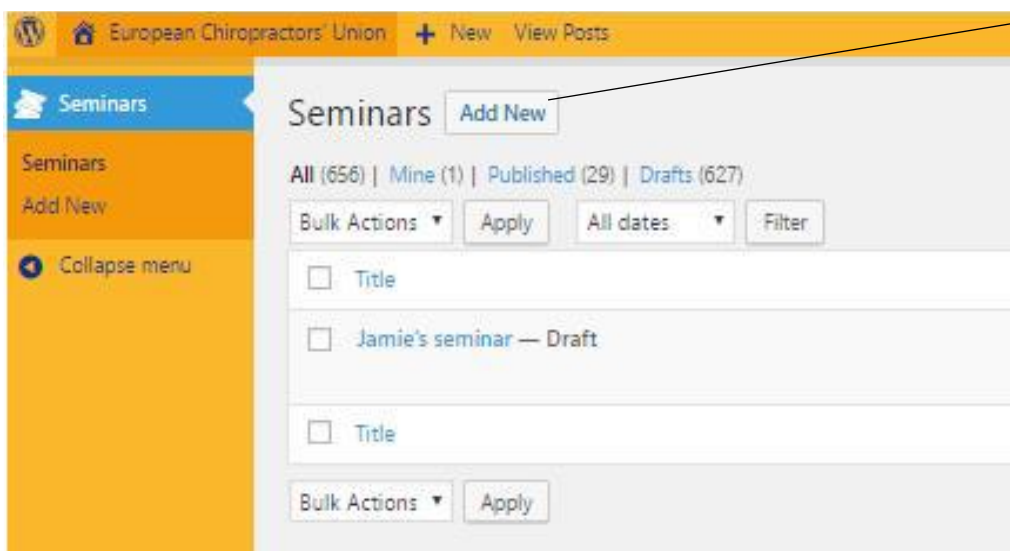 European Chiropractors' Union + New View Posts
Seminars
Seminars
Add New
Collapse menu
Seminars Add New
All (656) | Mine (1) | Published (29) | Drafts (627)
Bulk Actions Apply All dates Filter
Title
Jamie's seminar — Draft
Title
Bulk Actions Apply